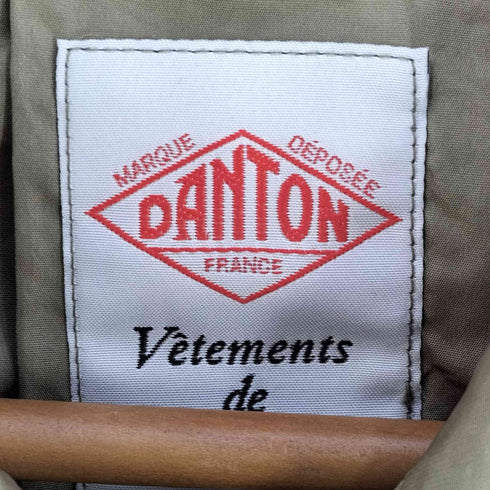 MARQUE DÉPOSÉE
DANTON
FRANCE
Vêtements
de